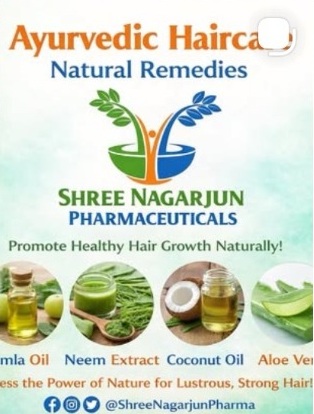 Ayurvedic Haircare
Natural Remedies
SHREE NAGARJUN
PHARMACEUTICALS
Promote Healthy Hair Growth Naturally!
mla Oil Neem Extract Coconut Oil Aloe Ver
ess the Power of Nature for Lustrous, Strong Hair!
@ShreeNagarjunPharma